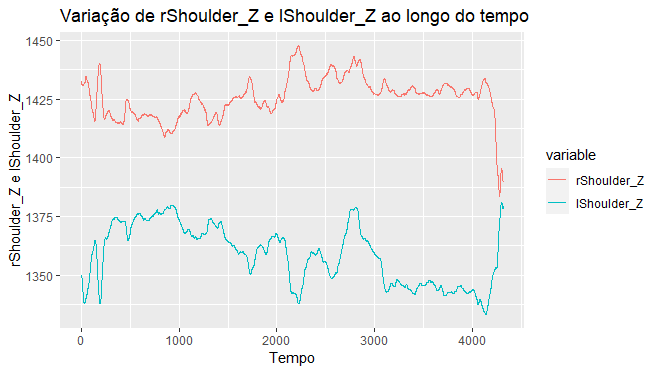 Variação de rShoulder_Z e lShoulder_Z ao longo do tempo
rShoulder_Z e lShoulder_Z
1450
1425
1400
1375
1350
0
1000
2000
3000
4000
Tempo
variable
rShoulder_Z
lShoulder_Z